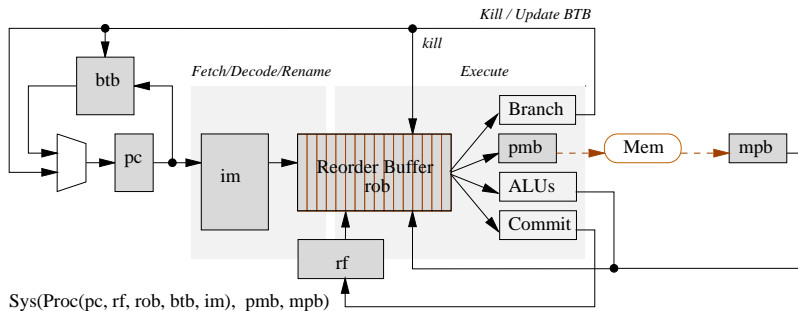 Kill / Update BTB
kill
Fetch/Decode/Rename
Execute
btb
Branch
pmb
Mem
mpb
pc
im
Reorder Buffer
rob
ALUs
Commit
rf
Sys(Proc(pc, rf, rob, btb, im), pmb, mpb)